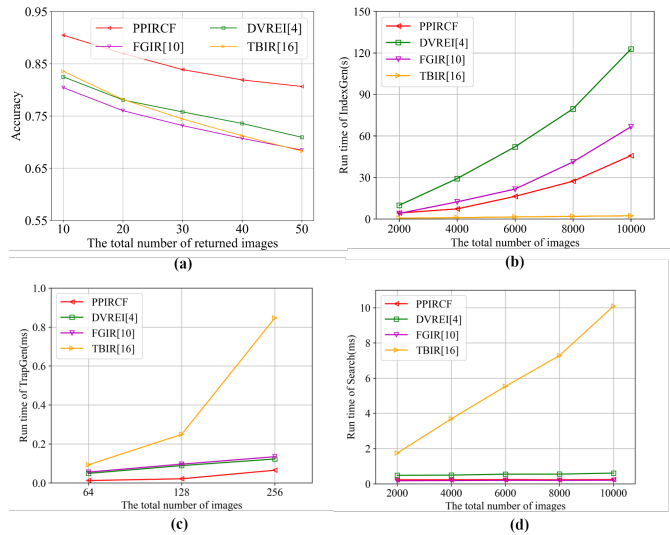 0.95
0.85
0.75
0.65
0.55
Accuracy
PPIRCF
FGIR[10]
DVREI[4]
TBIR[16]
10 20 30 40 50
The total number of returned images
(a)
150
120
90
60
30
0
Run time of IndexGen(s)
PPIRCF
DVREI[4]
FGIR[10]
TBIR[16]
2000 4000 6000 8000 10000
The total number of images
(b)
1.0
0.8
0.6
0.4
0.2
0.0
Run time of TrapGen(ms)
PPIRCF
DVREI[4]
FGIR[10]
TBIR[16]
64 128 256
The total number of images
(c)
10
8
6
4
2
0
Run time of Search(ms)
PPIRCF
DVREI[4]
FGIR[10]
TBIR[16]
2000 4000 6000 8000 10000
The total number of images
(d)